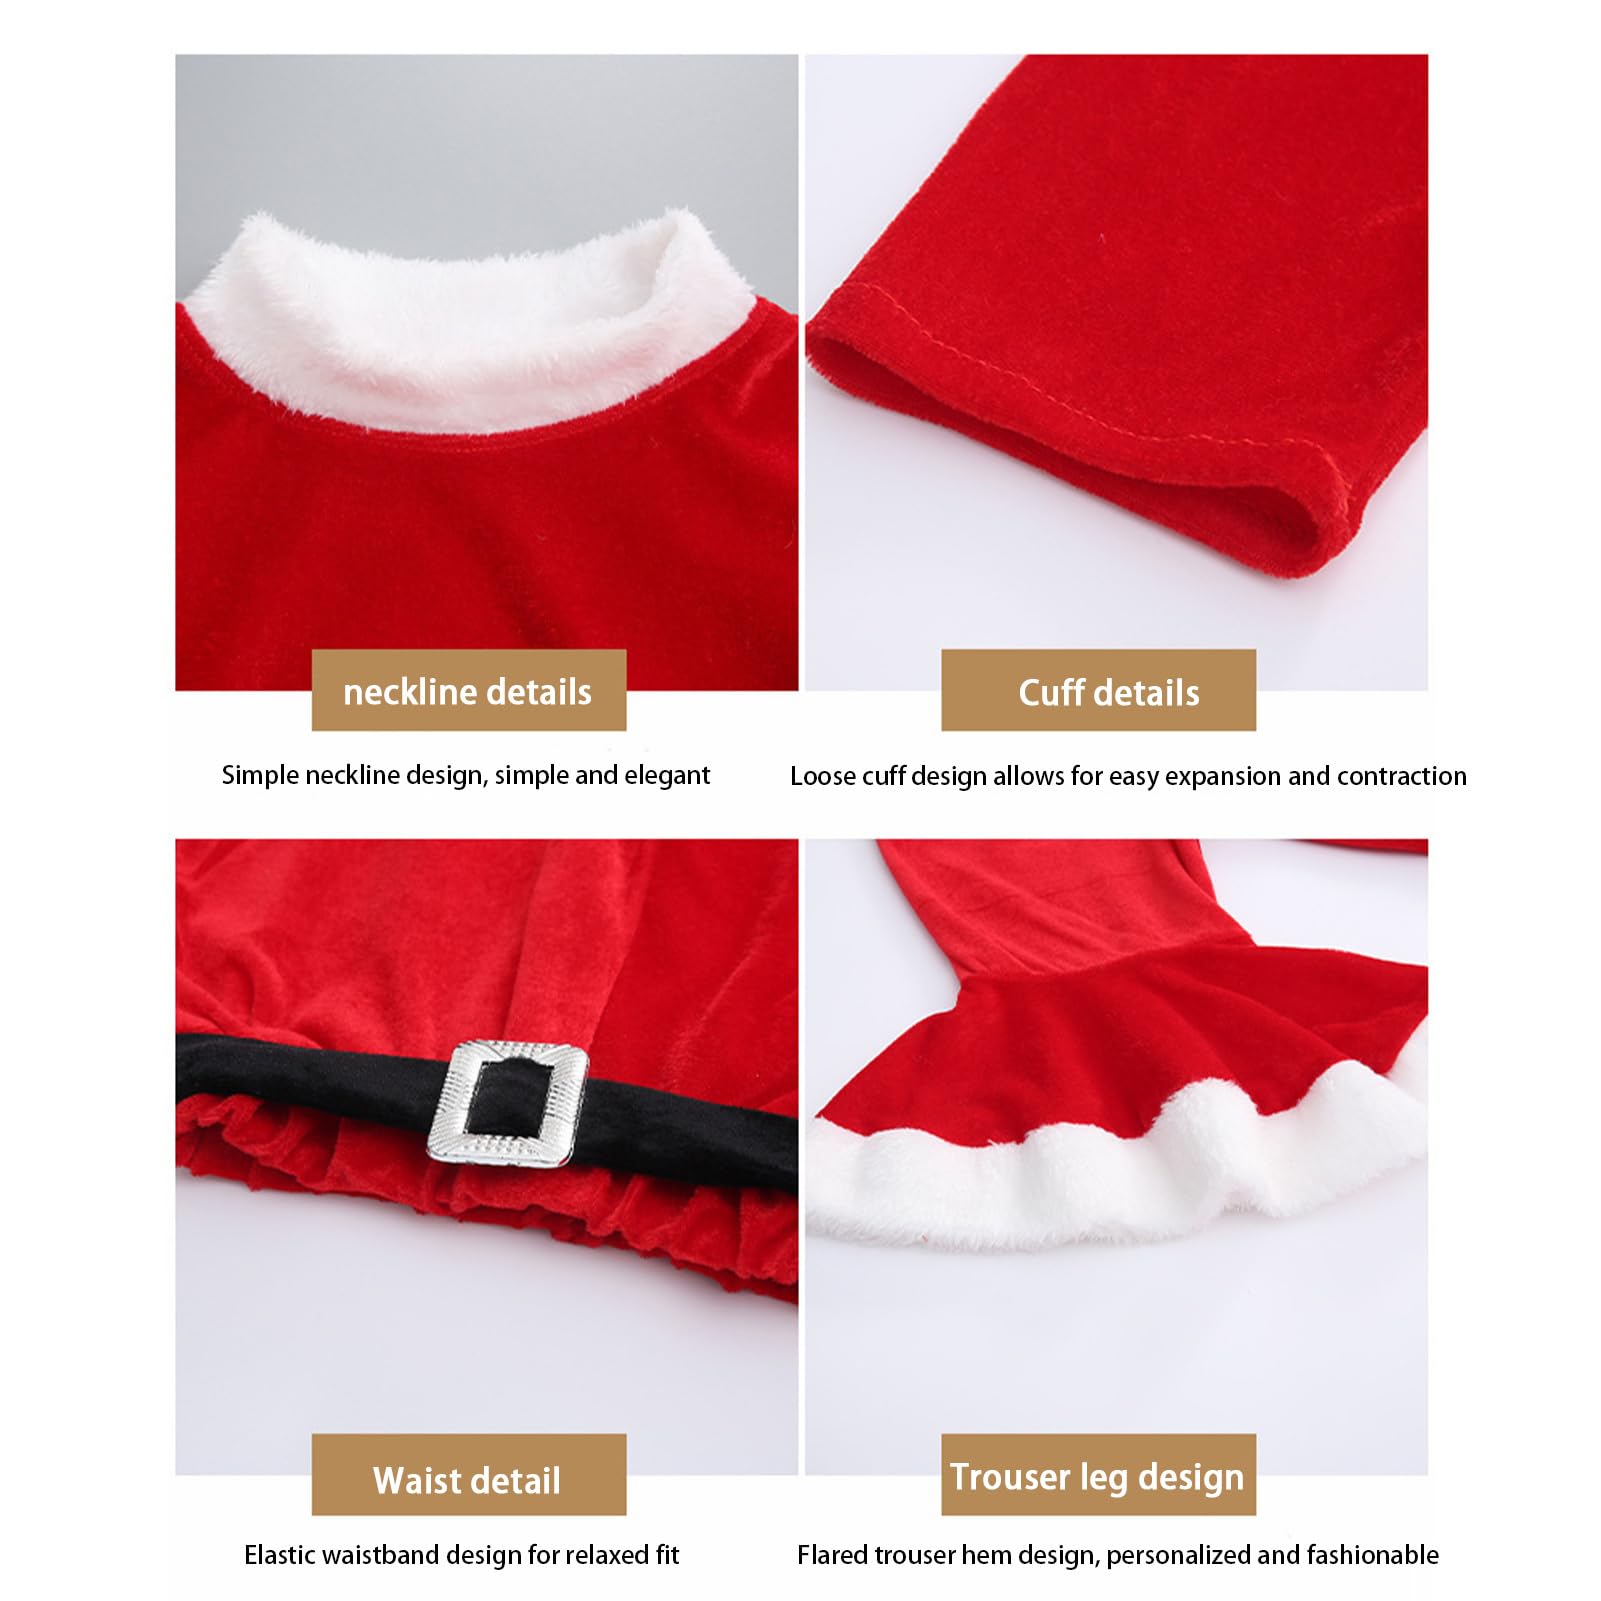 neckline details
Simple neckline design, simple and elegant
Cuff details
Loose cuff design allows for easy expansion and contraction
Waist detail
Elastic waistband design for relaxed fit
Trouser leg design
Flared trouser hem design, personalized and fashionable